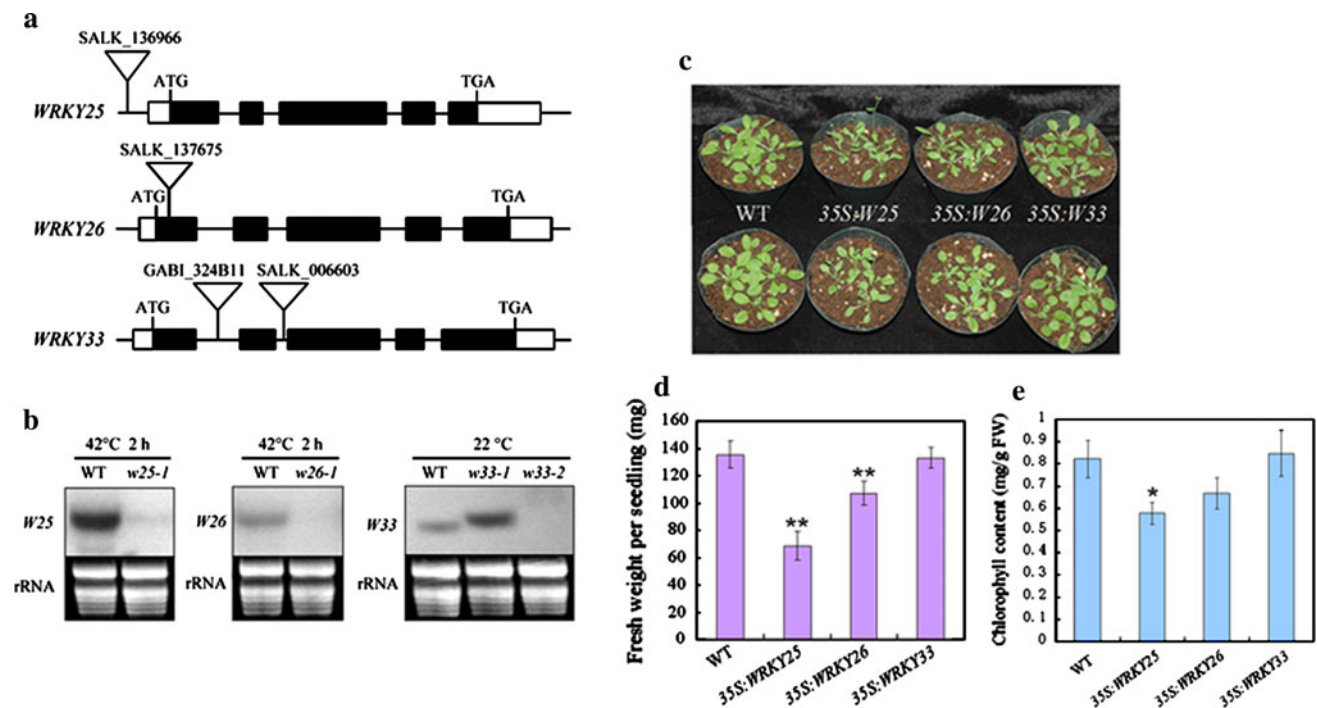 a
SALK_136966
ATG
TGA
WRKY25
SALK_137675
ATG
TGA
WRKY26
GABI_324B11 SALK_006603
ATG
TGA
WRKY33
b
42°C 2 h
WT w25-1
W25
rRNA
42°C 2 h
WT w26-1
W26
rRNA
22 °C
WT w33-1 w33-2
W33
rRNA
c
WT 35S:W25 35S:W26 35S:W33
d
Fresh weight per seedling (mg)
160
140
120
100
80
60
40
20
0
**
**
WT 35S:WRKY25 35S:WRKY26 35S:WRKY33
e
Chlorophyll content (mg/g FW)
1
0.9
0.8
0.7
0.6
0.5
0.4
0.3
0.2
0.1
0
*
WT 35S:WRKY25 35S:WRKY26 35S:WRKY33